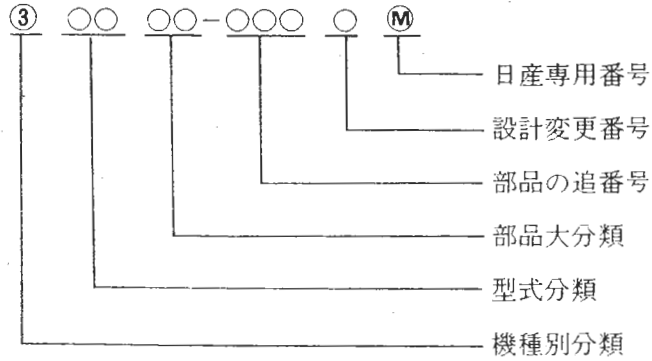 ③ ○○ ○○-○○○ ○ Ⓜ
日産専用番号
設計変更番号
部品の追番号
部品大分類
型式分類
機種別分類